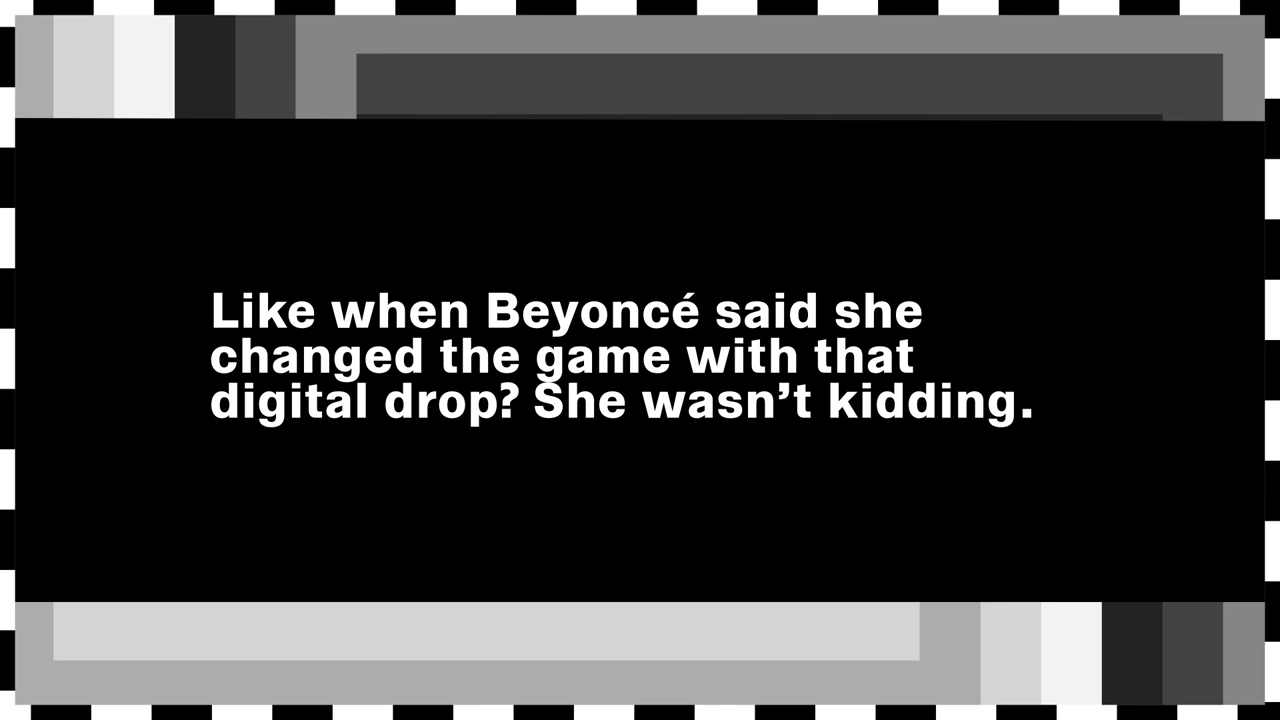 Like when Beyoncé said she
changed the game with that
digital drop? She wasn’t kidding.